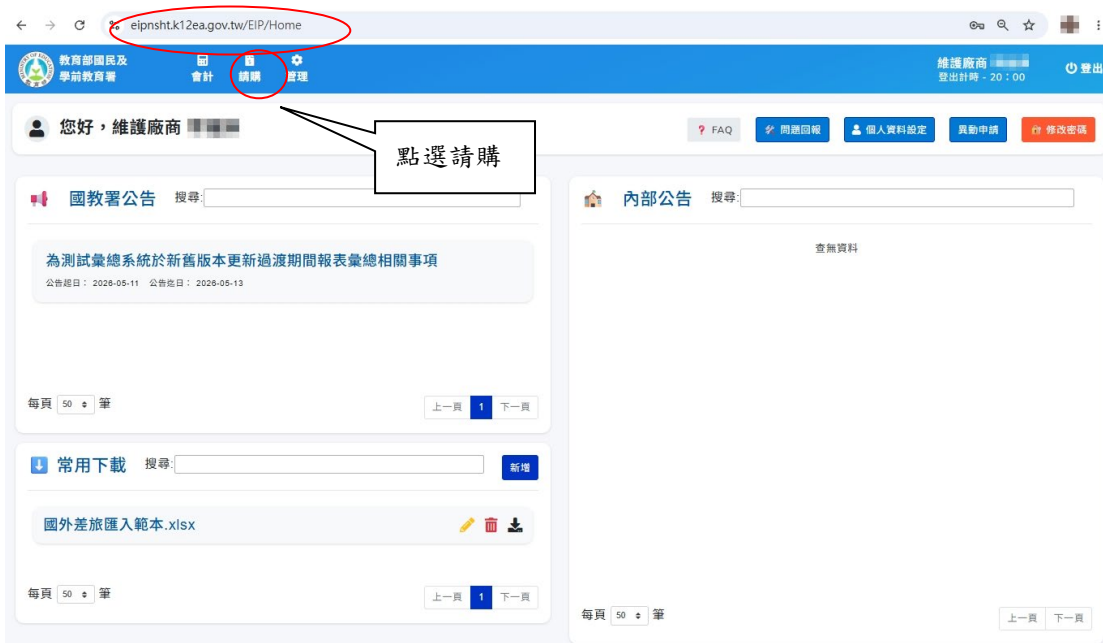 eipnsht.k12ea.gov.tw/EIP/Home
教育部國民及
學前教育署
會計 請購 管理
維護廠商
登出計時 - 20：00
登出
您好，維護廠商
FAQ 問題回報 個人資料設定 異動申請 修改密碼
點選請購
國教署公告 搜尋:
為測試彙總系統於新舊版本更新過渡期間報表彙總相關事項
公告起日： 2026-05-11 公告迄日： 2026-05-13
每頁 50 筆
上一頁 1 下一頁
常用下載 搜尋:
新增
國外差旅匯入範本.xlsx
每頁 50 筆
上一頁 1 下一頁
內部公告 搜尋:
查無資料
每頁 50 筆
上一頁 下一頁